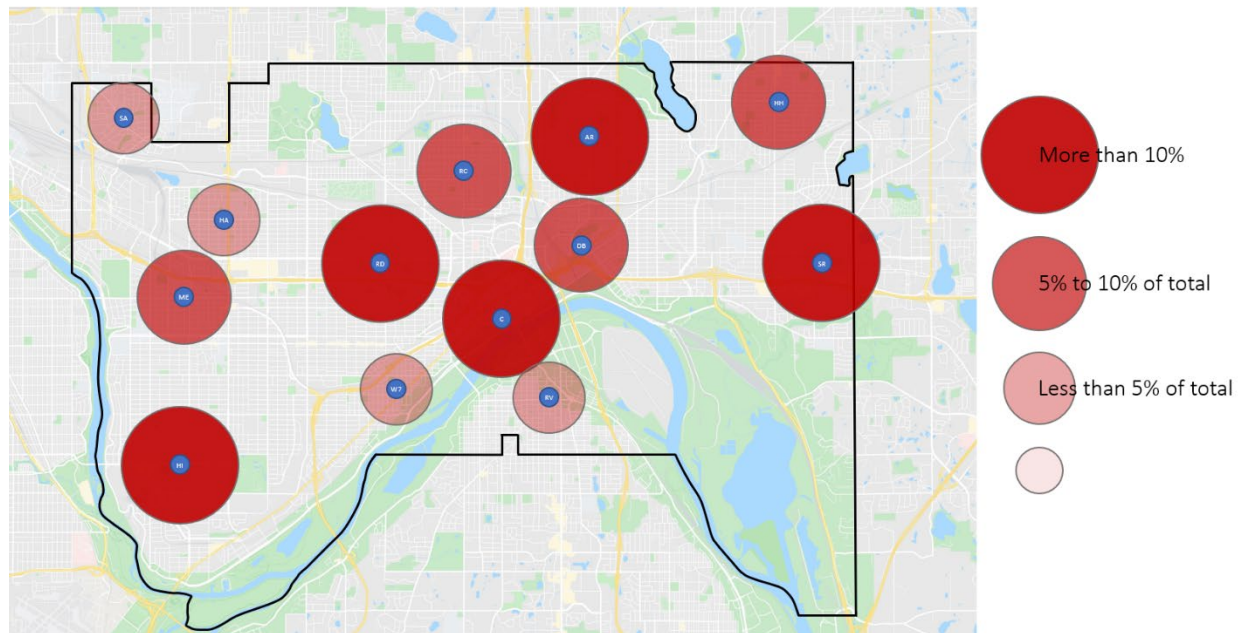 SA
HH
AR
RC
HA
DB
RD
SR
ME
C
W7
RV
HI
More than 10%
5% to 10% of total
Less than 5% of total